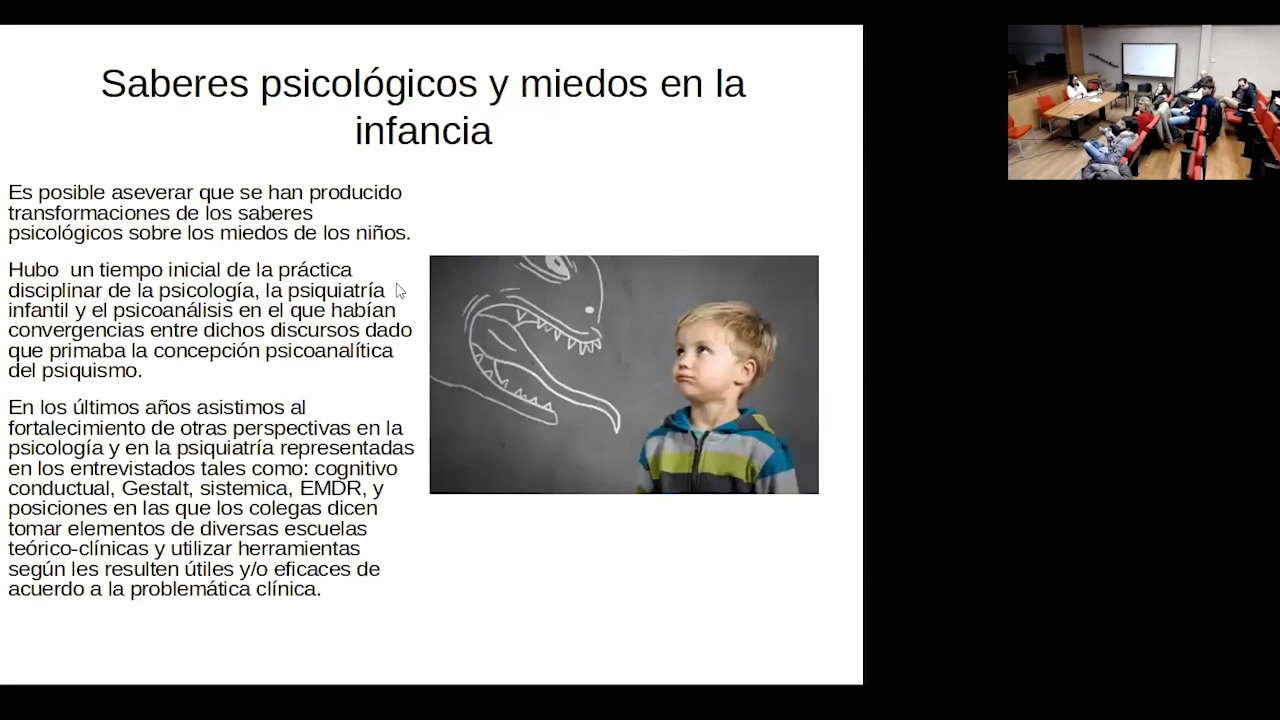 Saberes psicológicos y miedos en la
infancia
Es posible aseverar que se han producido
transformaciones de los saberes
psicológicos sobre los miedos de los niños.
Hubo  un tiempo inicial de la práctica
disciplinar de la psicología, la psiquiatría
infantil y el psicoanálisis en el que habían
convergencias entre dichos discursos dado
que primaba la concepción psicoanalítica
del psiquismo.
En los últimos años asistimos al
fortalecimiento de otras perspectivas en la
psicología y en la psiquiatría representadas
en los entrevistados tales como: cognitivo
conductual, Gestalt, sistemica, EMDR, y
posiciones en las que los colegas dicen
tomar elementos de diversas escuelas
teórico-clínicas y utilizar herramientas
según les resulten útiles y/o eficaces de
acuerdo a la problemática clínica.